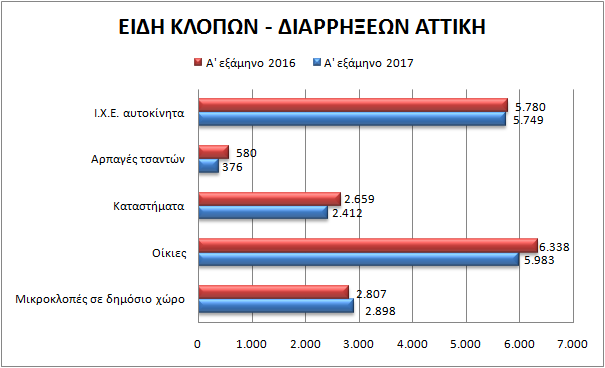 ΕΙΔΗ ΚΛΟΠΩΝ - ΔΙΑΡΡΗΞΕΩΝ ΑΤΤΙΚΗ
Α' εξάμηνο 2016 Α' εξάμηνο 2017
Ι.Χ.Ε. αυτοκίνητα 5.780
5.749
Αρπαγές τσαντών 580
376
Καταστήματα 2.659
2.412
Οίκιες 6.338
5.983
Μικροκλοπές σε δημόσιο χώρο 2.807
2.898
0 1.000 2.000 3.000 4.000 5.000 6.000 7.000